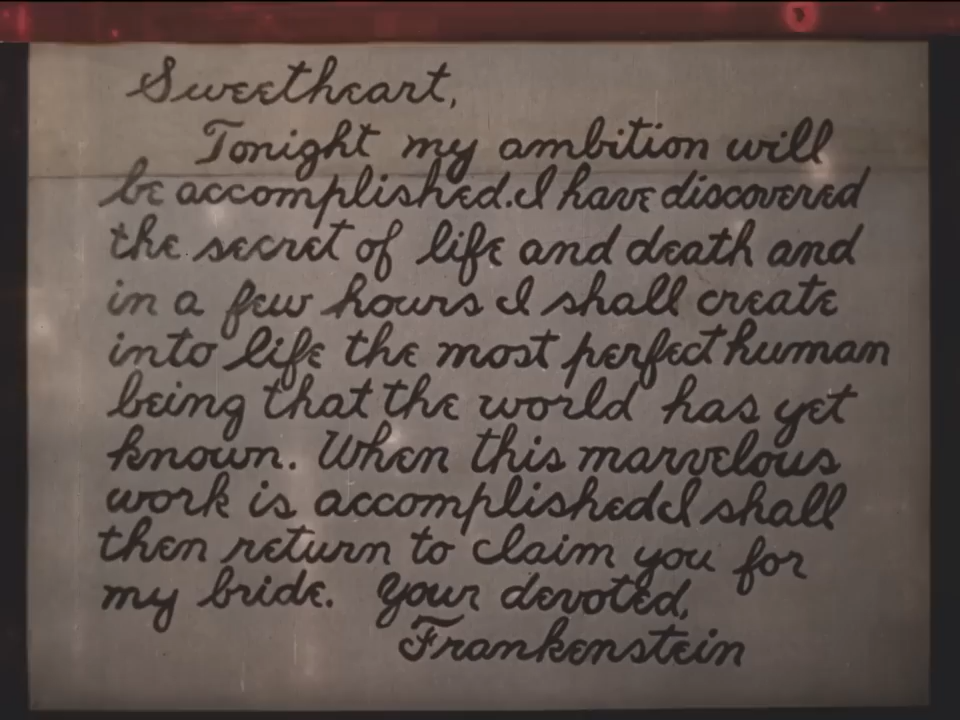 Sweetheart,
Tonight my ambition will
be accomplished. I have discovered
the secret of life and death and
in a few hours I shall create
into life the most perfect human
being that the world has yet
known. When this marvelous
work is accomplished I shall
then return to claim you for
my bride. Your devoted,
Frankenstein